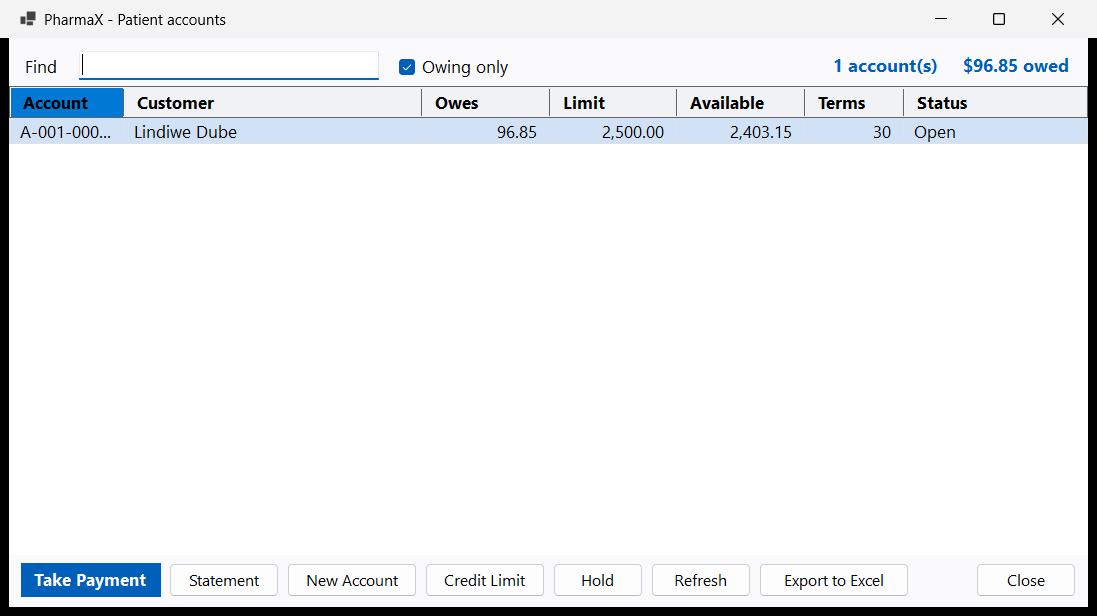 PharmaX - Patient accounts
Find Owing only 1 account(s) $96.85 owed
Account Customer Owes Limit Available Terms Status
A-001-000... Lindiwe Dube 96.85 2,500.00 2,403.15 30 Open
Take Payment Statement New Account Credit Limit Hold Refresh Export to Excel Close